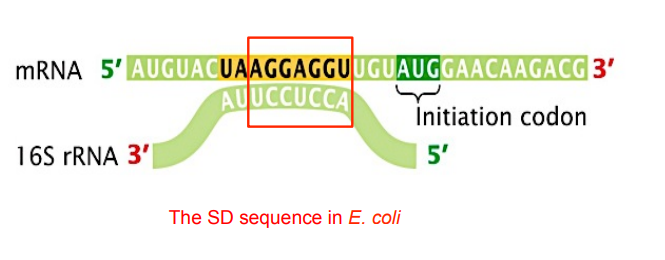 mRNA 5′ AUGUACUAAGGAGGUUGUAUGGAACAAGACG 3′
AUUCCUCCA
Initiation codon
16S rRNA 3′ 5′
The SD sequence in E. coli